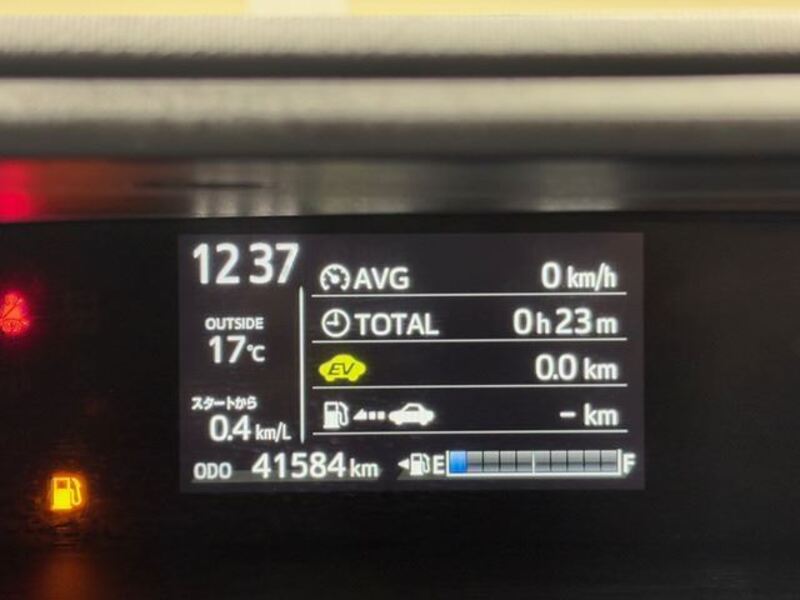 12 37
OUTSIDE
17℃
スタートから
0.4 km/L
AVG 0 km/h
TOTAL 0h23m
EV 0.0 km
- km
ODO 41584 km
E F